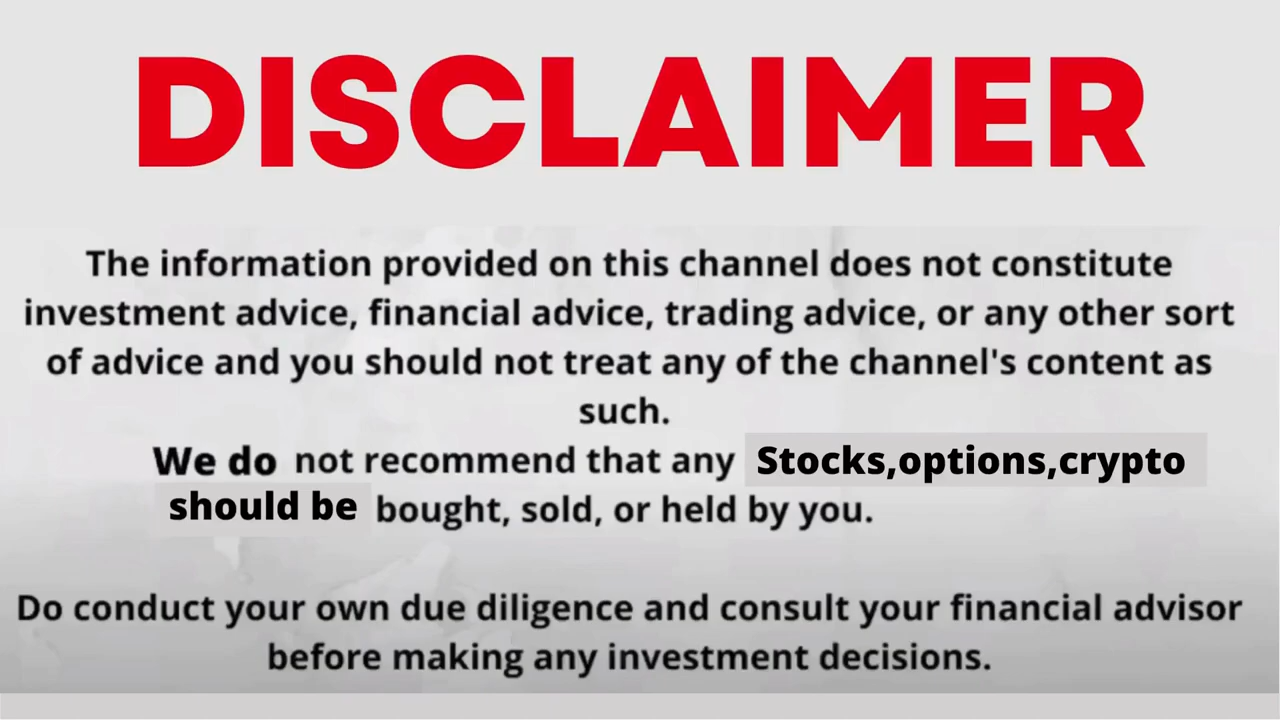 DISCLAIMER
The information provided on this channel does not constitute
investment advice, financial advice, trading advice, or any other sort
of advice and you should not treat any of the channel's content as
such.
We do not recommend that any Stocks,options,crypto
should be bought, sold, or held by you.
Do conduct your own due diligence and consult your financial advisor
before making any investment decisions.